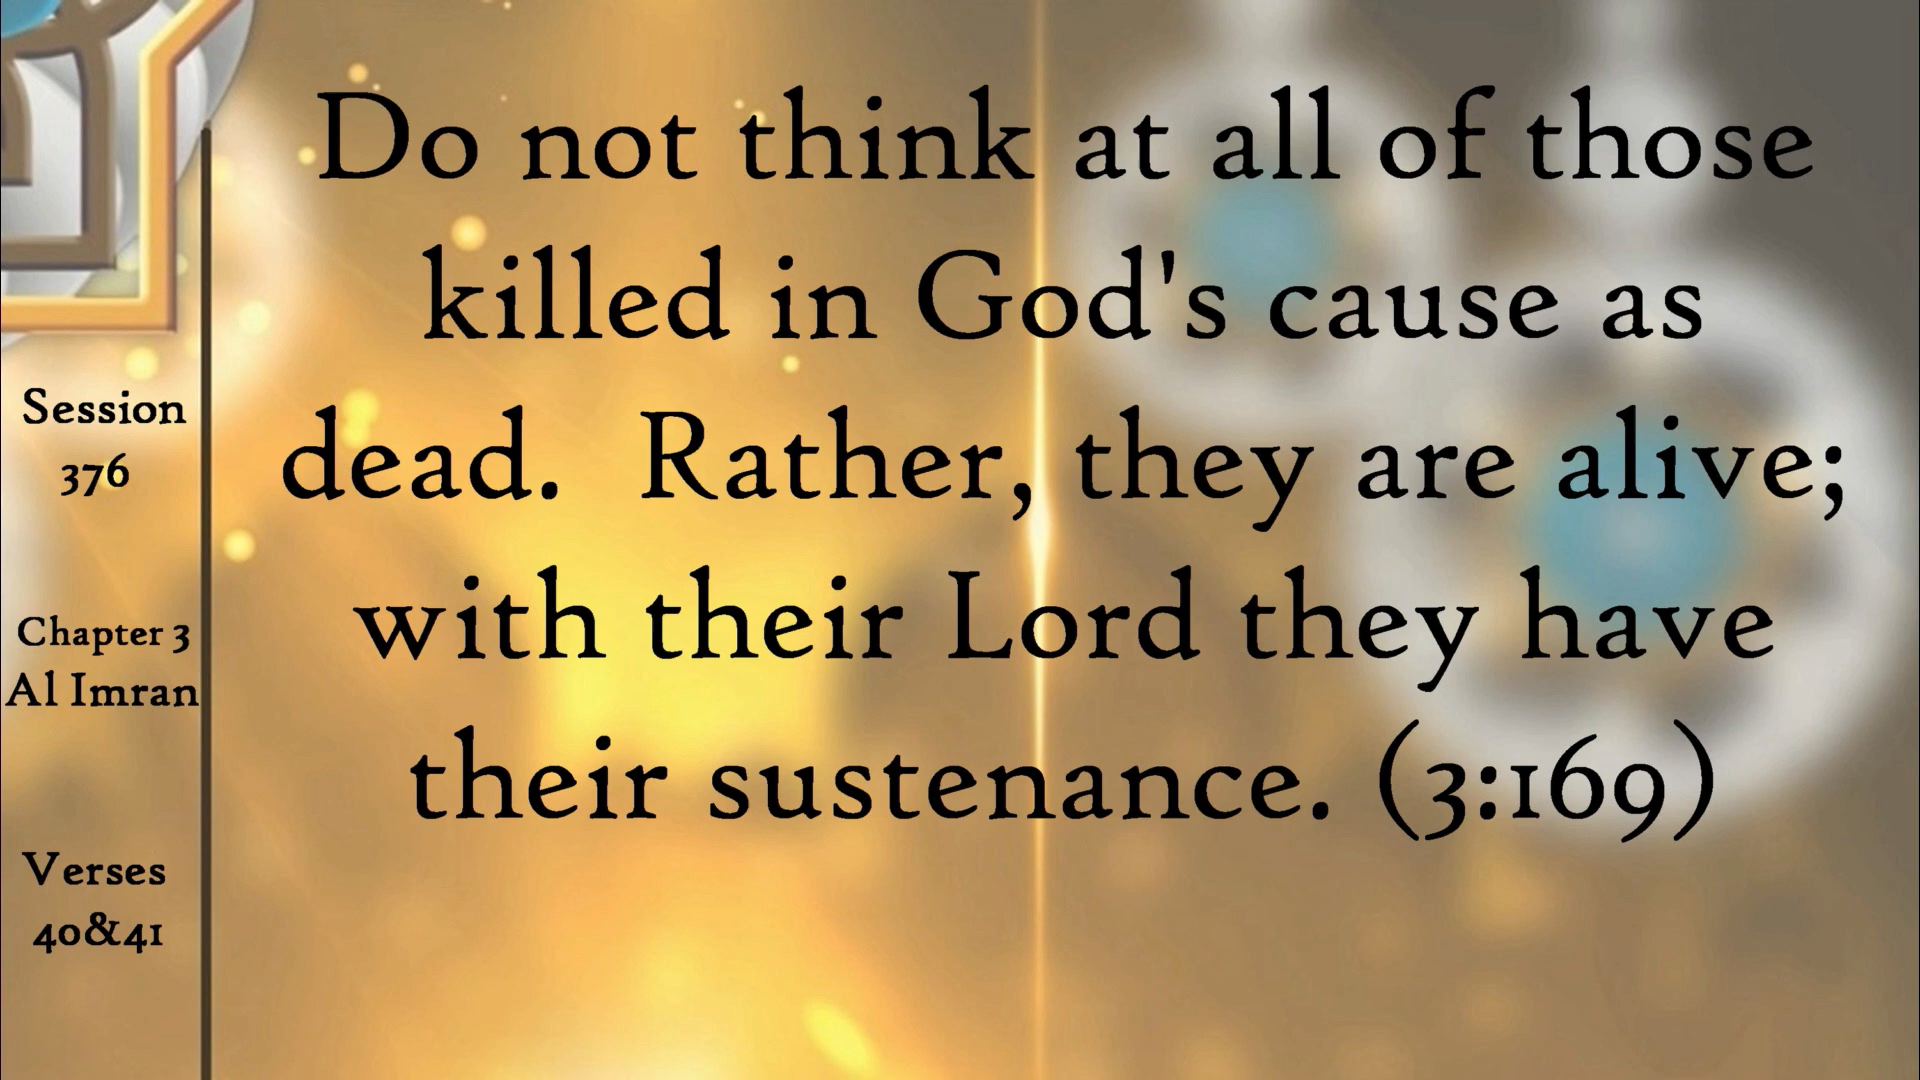 Do not think at all of those
killed in God's cause as
dead.  Rather, they are alive;
with their Lord they have
their sustenance. (3:169)
Session
376
Chapter 3
Al Imran
Verses
40&41